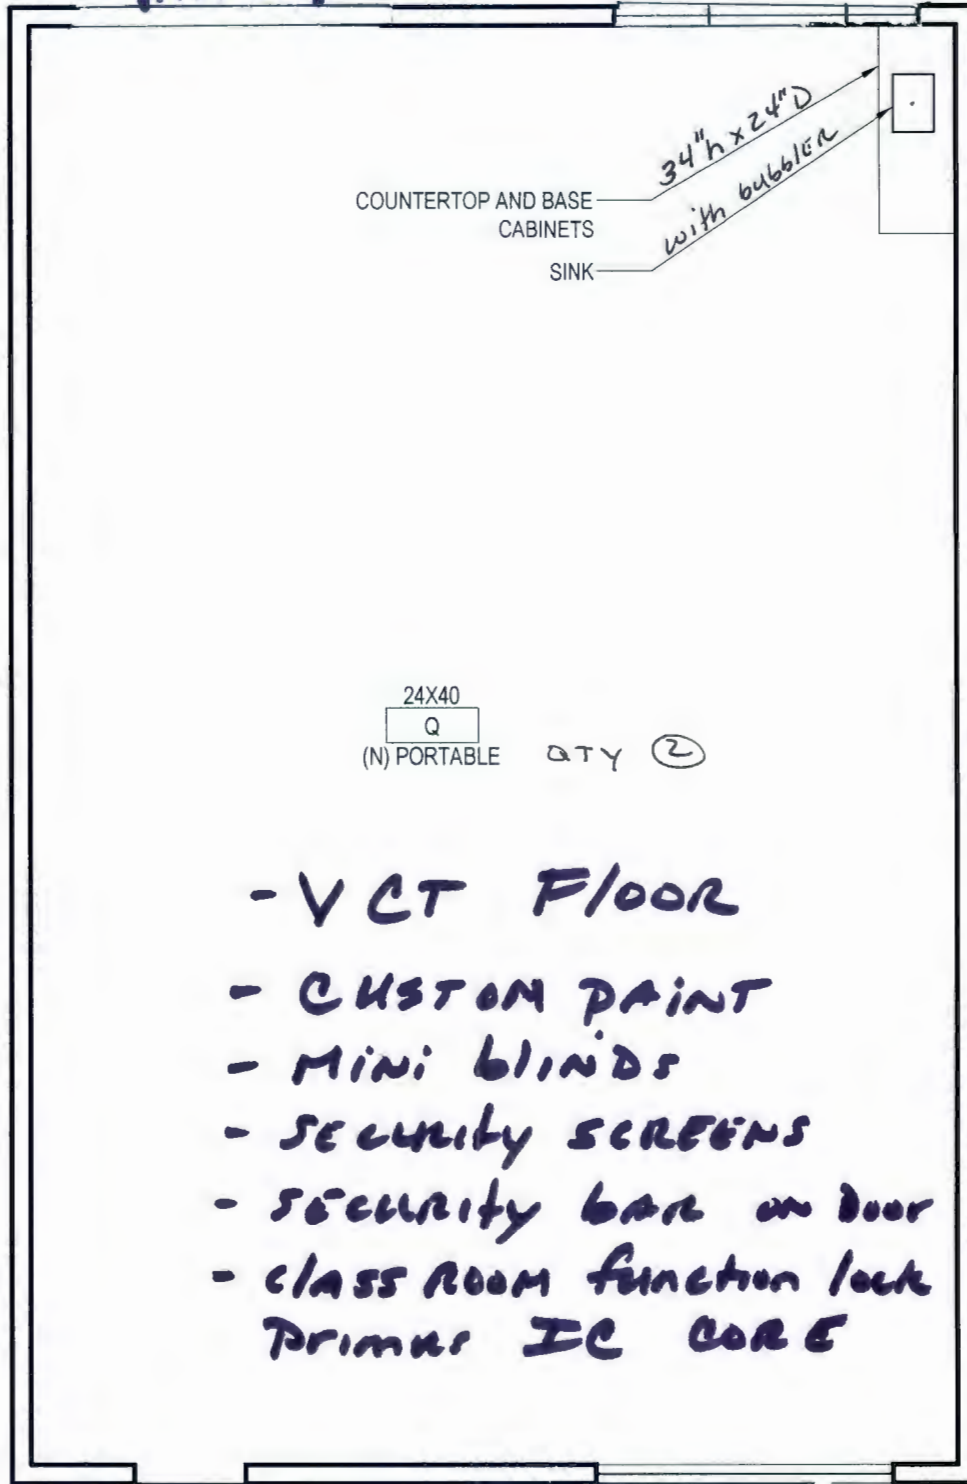 34"h x 24"D
COUNTERTOP AND BASE
CABINETS
with bubblER
SINK
24X40
Q
(N) PORTABLE QTY 2
- VCT FlOOR
- CUSTOM PAiNT
- MiNi bliNDS
- SECURity SCREENS
- SECURity bAR on Door
- clASS ROOM function lock
Primus IC CORE